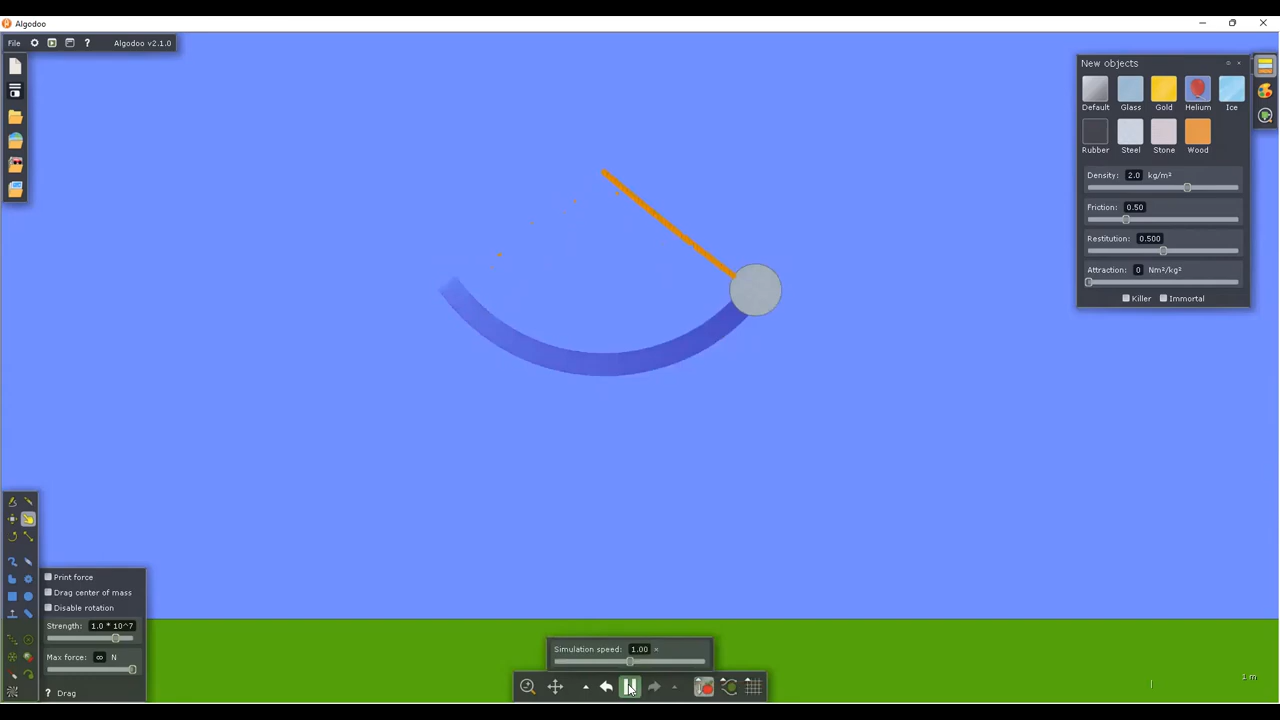 Algodoo
File ? Algodoo v2.1.0
New objects
Default Glass Gold Helium Ice
Rubber Steel Stone Wood
Density: 2.0 kg/m²
Friction: 0.50
Restitution: 0.500
Attraction: 0 Nm²/kg²
Killer Immortal
Print force
Drag center of mass
Disable rotation
Strength: 1.0 * 10^7
Max force: ∞ N
? Drag
Simulation speed: 1.00 ×
1 m